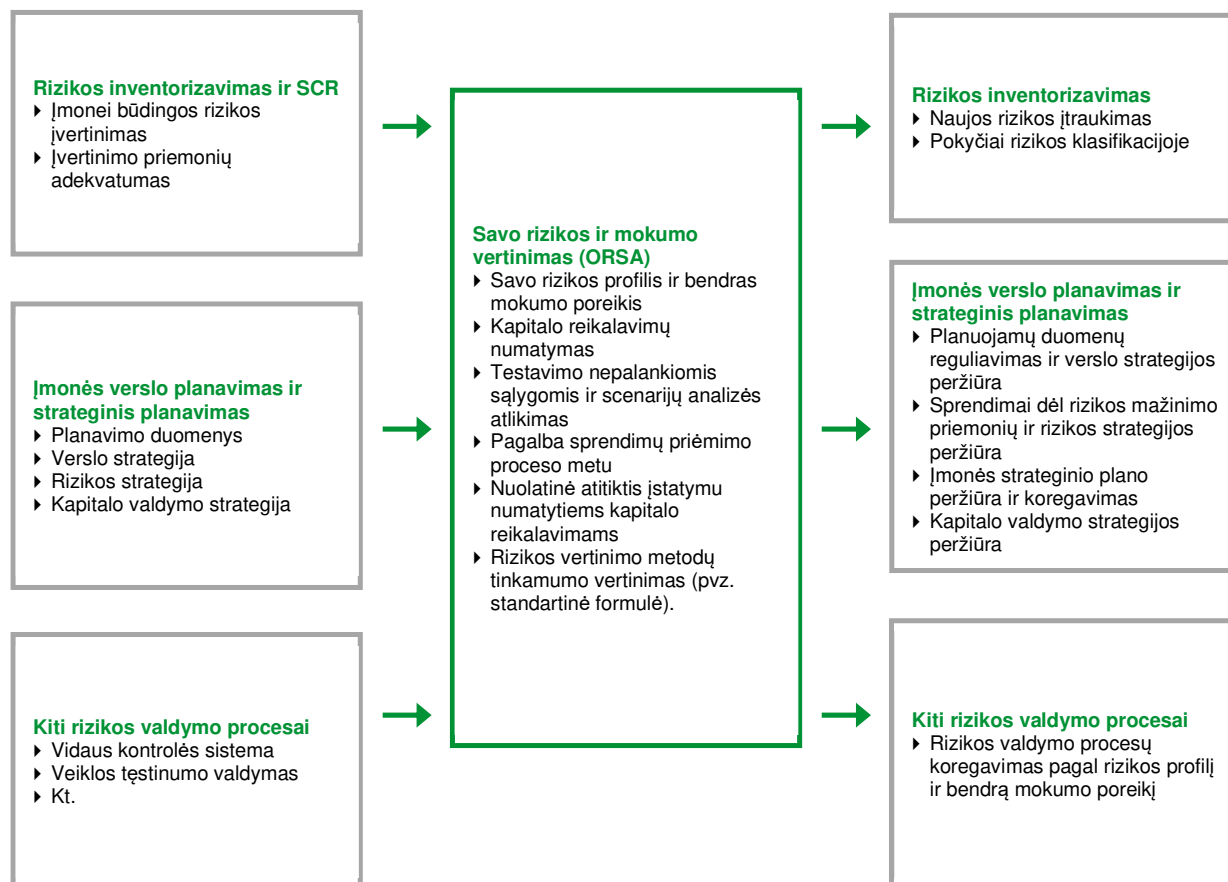 Rizikos inventorizavimas ir SCR
Įmonei būdingos rizikos
įvertinimas
Įvertinimo priemonių
adekvatumas
Įmonės verslo planavimas ir
strateginis planavimas
Planavimo duomenys
Verslo strategija
Rizikos strategija
Kapitalo valdymo strategija
Kiti rizikos valdymo procesai
Vidaus kontrolės sistema
Veiklos tęstinumo valdymas
Kt.
Savo rizikos ir mokumo
vertinimas (ORSA)
Savo rizikos profilis ir bendras
mokumo poreikis
Kapitalo reikalavimų
numatymas
Testavimo nepalankiomis
sąlygomis ir scenarijų analizės
atlikimas
Pagalba sprendimų priėmimo
proceso metu
Nuolatinė atitiktis įstatymu
numatytiems kapitalo
reikalavimams
Rizikos vertinimo metodų
tinkamumo vertinimas (pvz.
standartinė formulė).
Rizikos inventorizavimas
Naujos rizikos įtraukimas
Pokyčiai rizikos klasifikacijoje
Įmonės verslo planavimas ir
strateginis planavimas
Planuojamų duomenų
reguliavimas ir verslo strategijos
peržiūra
Sprendimai dėl rizikos mažinimo
priemonių ir rizikos strategijos
peržiūra
Įmonės strateginio plano
peržiūra ir koregavimas
Kapitalo valdymo strategijos
peržiūra
Kiti rizikos valdymo procesai
Rizikos valdymo procesų
koregavimas pagal rizikos profilį
ir bendrą mokumo poreikį